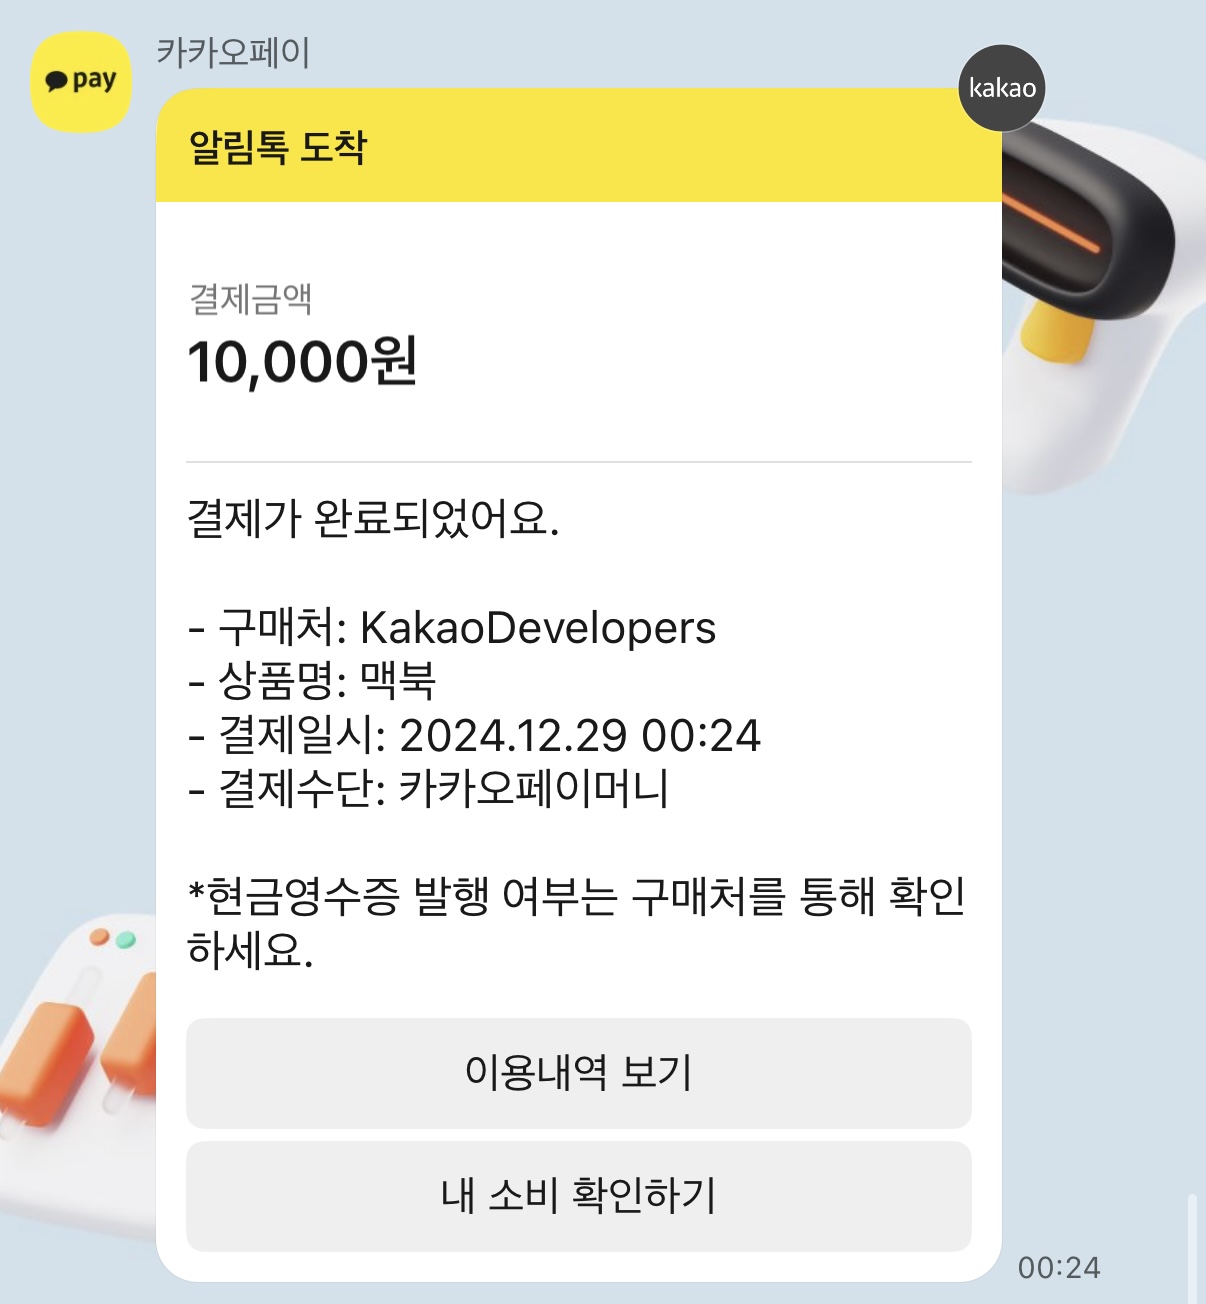 pay
카카오페이
kakao
알림톡 도착
결제금액
10,000원
결제가 완료되었어요.
- 구매처: KakaoDevelopers
- 상품명: 맥북
- 결제일시: 2024.12.29 00:24
- 결제수단: 카카오페이머니
*현금영수증 발행 여부는 구매처를 통해 확인
하세요.
이용내역 보기
내 소비 확인하기
00:24